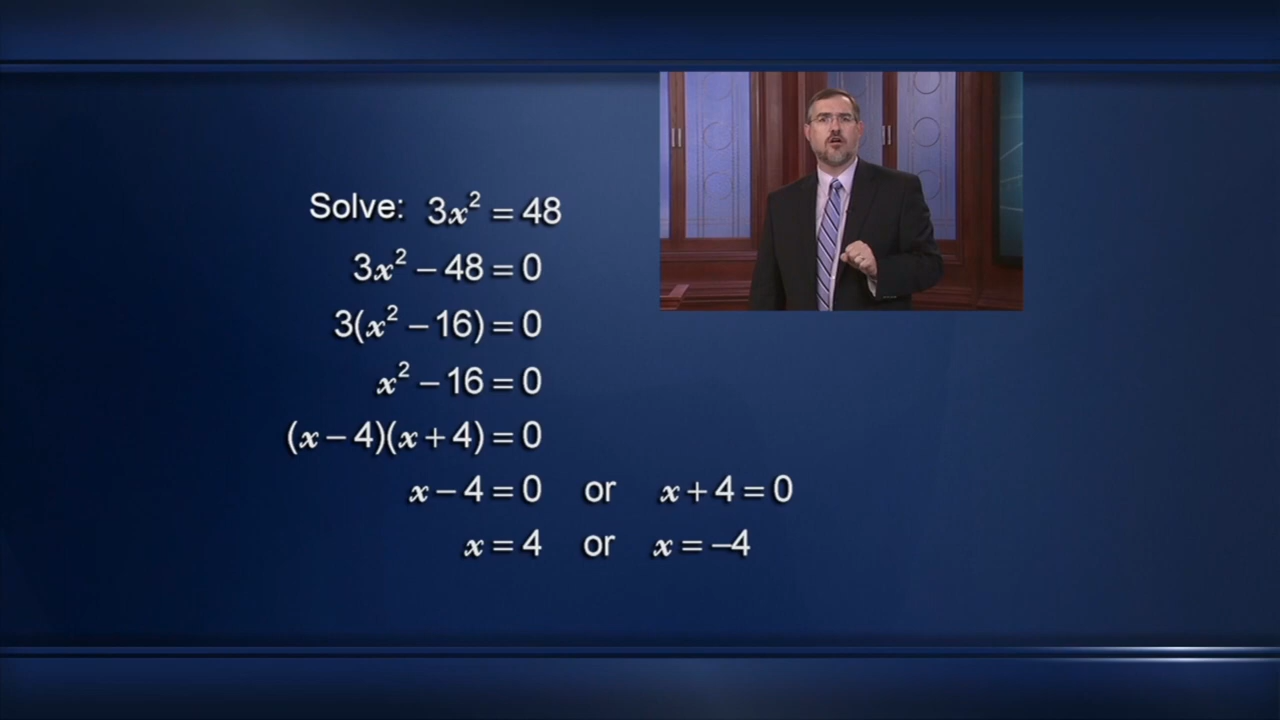 Solve: 3x² = 48
3x² − 48 = 0
3(x² − 16) = 0
x² − 16 = 0
(x − 4)(x + 4) = 0
x − 4 = 0 or x + 4 = 0
x = 4 or x = −4